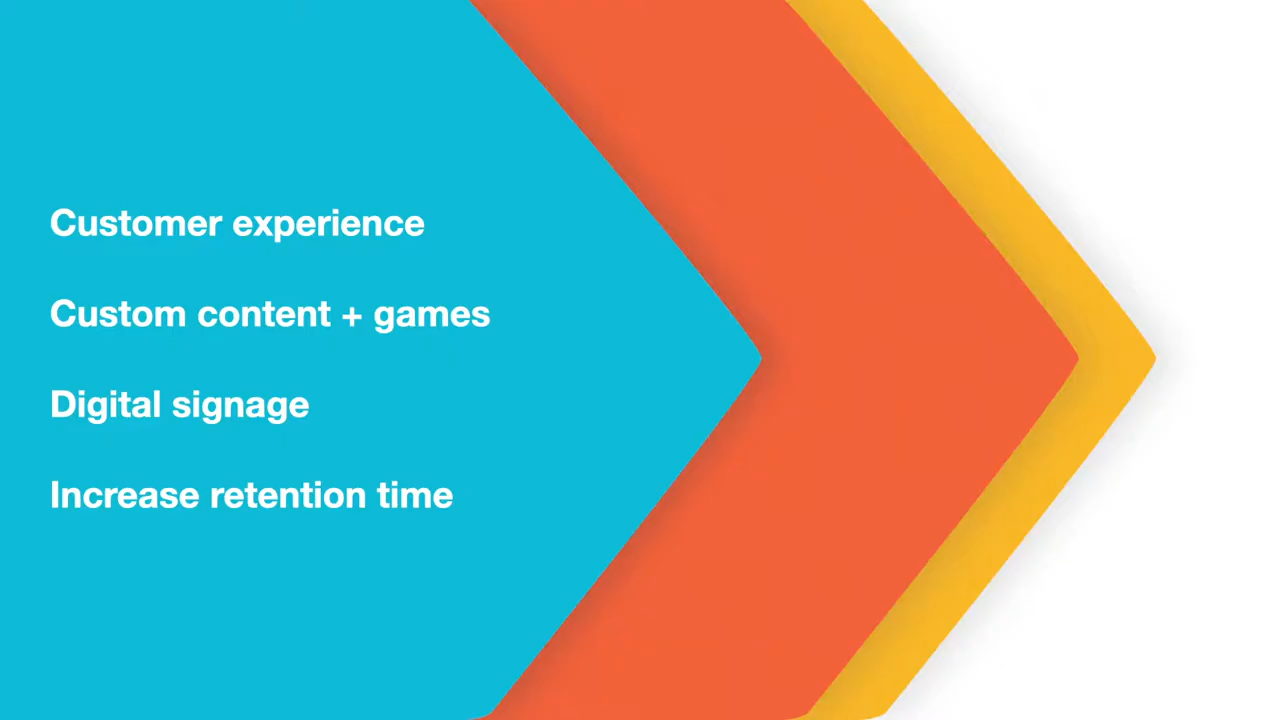 Customer experience
Custom content + games
Digital signage
Increase retention time